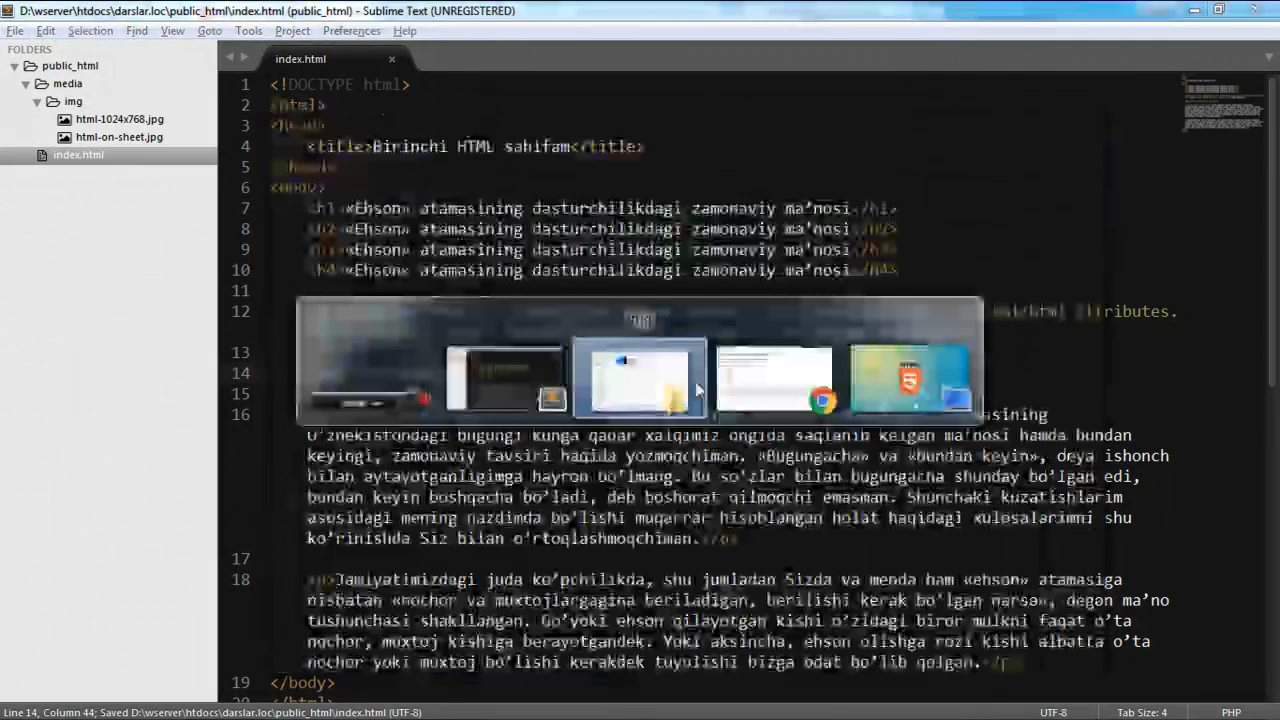 D:\wserver\htdocs\darslar.loc\public_html\index.html (public_html) - Sublime Text (UNREGISTERED)
File Edit Selection Find View Goto Tools Project Preferences Help
FOLDERS
public_html
media
img
html-1024x768.jpg
html-on-sheet.jpg
index.html
index.html
1 <!DOCTYPE html>
2 <html>
3
4 <title>Birinchi HTML sahifam</title>
5
6 <body>
7 <h1>«Ehson» atamasining dasturchilikdagi zamonaviy ma’nosi</h1>
8 <h2>«Ehson» atamasining dasturchilikdagi zamonaviy ma’nosi</h2>
9 <h3>«Ehson» atamasining dasturchilikdagi zamonaviy ma’nosi</h3>
10 <h4>«Ehson» atamasining dasturchilikdagi zamonaviy ma’nosi</h4>
11
12
img
13
14
15
16 atamasining
O’zbekistondagi bugungi kunga qadar xalqimiz ongida saqlanib kelgan ma’nosi hamda bundan
keyingi, zamonaviy tavsiri haqida yozmoqchiman. «Bugungacha» va «bundan keyin», deya ishonch
bilan aytayotganligimga hayron bo’lmang. Bu so’zlar bilan bugungacha shunday bo’lgan edi,
bundan keyin boshqacha bo’ladi, deb boshorat qilmoqchi emasman. Shunchaki kuzatishlarim
asosidagi mening nazdimda bo’lishi muqarrar hisoblangan holat haqidagi xulosalarimni shu
ko’rinishda Siz bilan o’rtoqlashmoqchiman.</p>
17
18 <p>Jamiyatimizdagi juda ko’pchilikda, shu jumladan Sizda va menda ham «ehson» atamasiga
nisbatan «nochor va muxtojlargagina beriladigan, berilishi kerak bo’lgan narsa», degan ma’no
tushunchasi shakllangan. Go’yoki ehson qilayotgan kishi o’zidagi biror mulkni faqat o’ta
nochor, muxtoj kishiga berayotgandek. Yoki aksincha, ehson olishga rozi kishi albatta o’ta
nochor yoki muxtoj bo’lishi kerakdek tuyulishi bizga odat bo’lib qolgan.</p>
19 </body>
20 </html>
Line 14, Column 44; Saved D:\wserver\htdocs\darslar.loc\public_html\index.html (UTF-8) UTF-8 Tab Size: 4 PHP